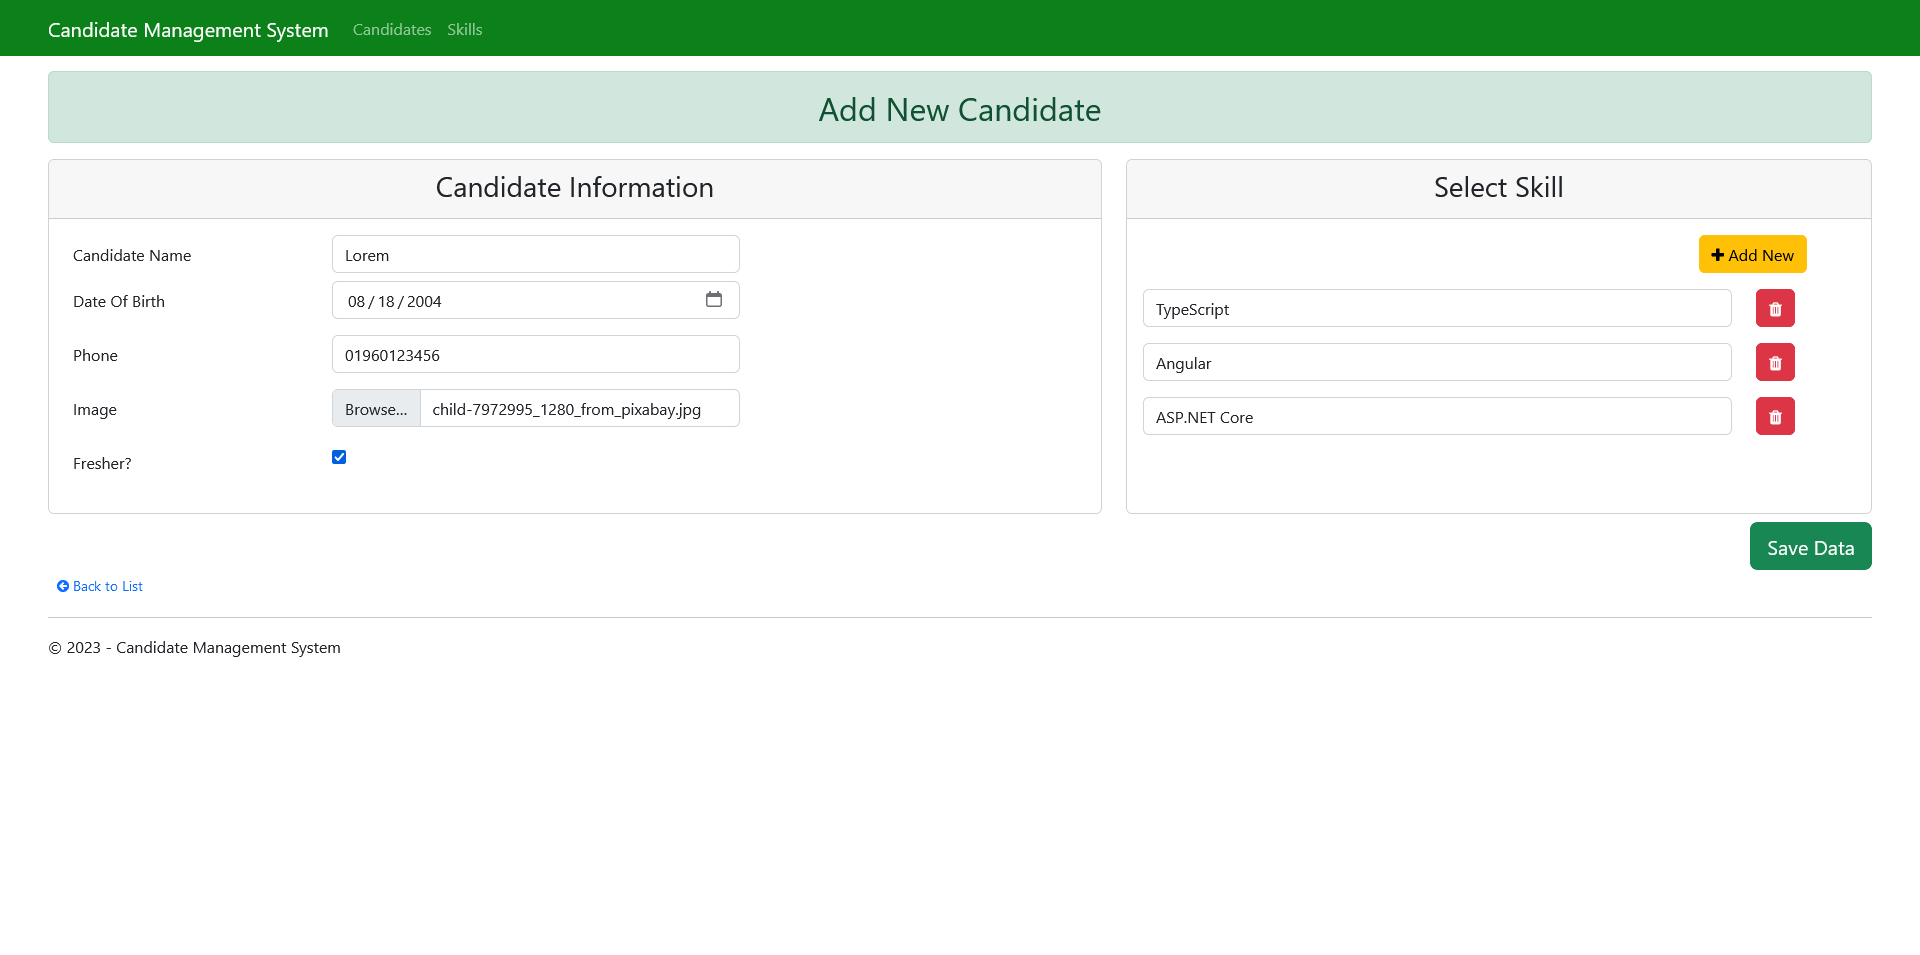 Candidate Management System Candidates Skills
Add New Candidate
Candidate Information
Candidate Name Lorem
Date Of Birth 08 / 18 / 2004
Phone 01960123456
Image Browse... child-7972995_1280_from_pixabay.jpg
Fresher?
Select Skill
Add New
TypeScript
Angular
ASP.NET Core
Save Data
Back to List
© 2023 - Candidate Management System